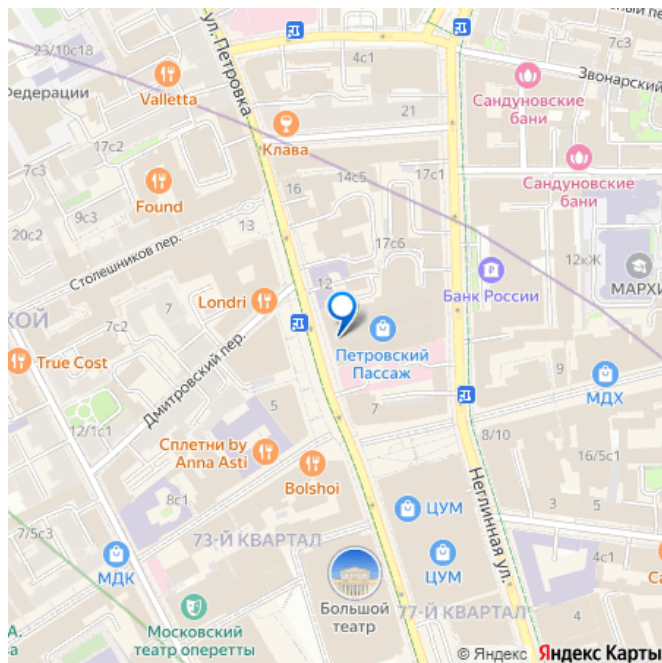 23/10с18
ул. Петровка
4с1
7с3
Звонарский
Федерации
Valletta
Сандуновские
бани
21
Клава
17с2
14с5
17с1
7с3
16
Сандуновские
бани
Found
9с3
20с2
13
17с6
Столешников пер.
12кЖ
МАРХИ
12
Банк России
7
Londri
КОЙ
7с2
Петровский
Пассаж
True Cost
Дмитровский пер.
9
МДХ
5
7
12/1с1
8/10
Сплетни by
Anna Asti
16/5с1
Bolshoi
8с1
ЦУМ
Неглинная ул.
3
5
7/5с3
73-Й КВАРТАЛ
4с1
МДК
ЦУМ
Са
Большой
театр
77-Й КВАРТАЛ
4
А.
Московский
театр оперетты
© Яндекс Яндекс Карты